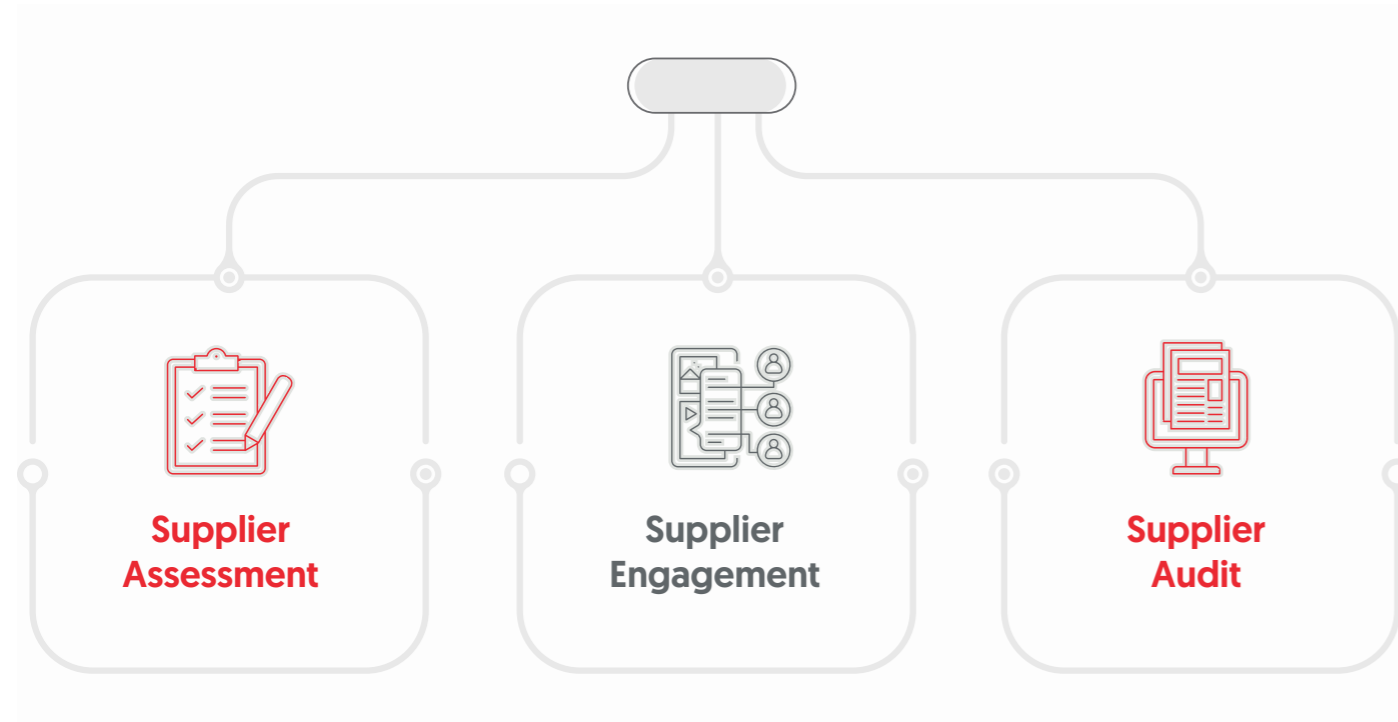 Supplier
Assessment
Supplier
Engagement
Supplier
Audit